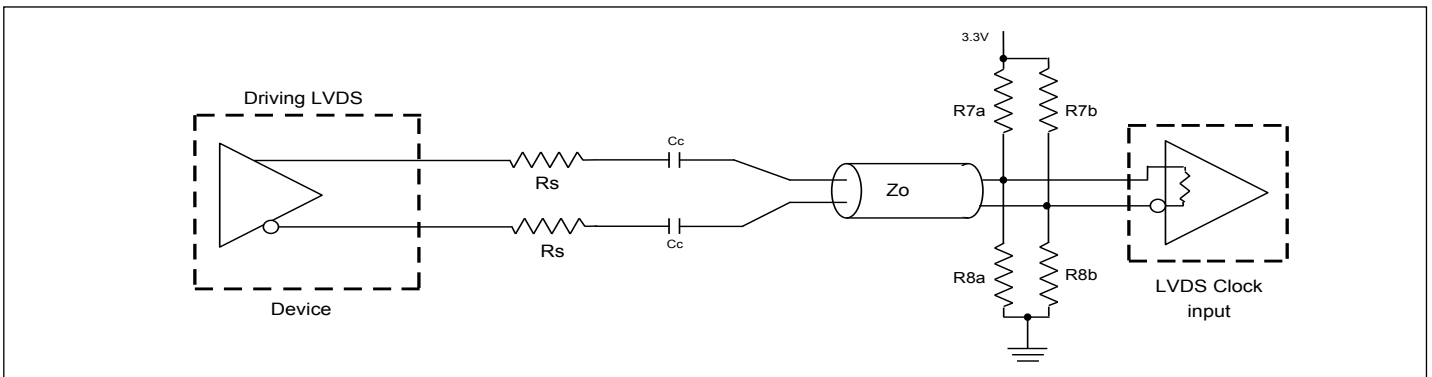 3.3V
Driving LVDS
R7a
R7b
Cc
Rs
Zo
Rs
Cc
R8a
R8b
LVDS Clock
input
Device